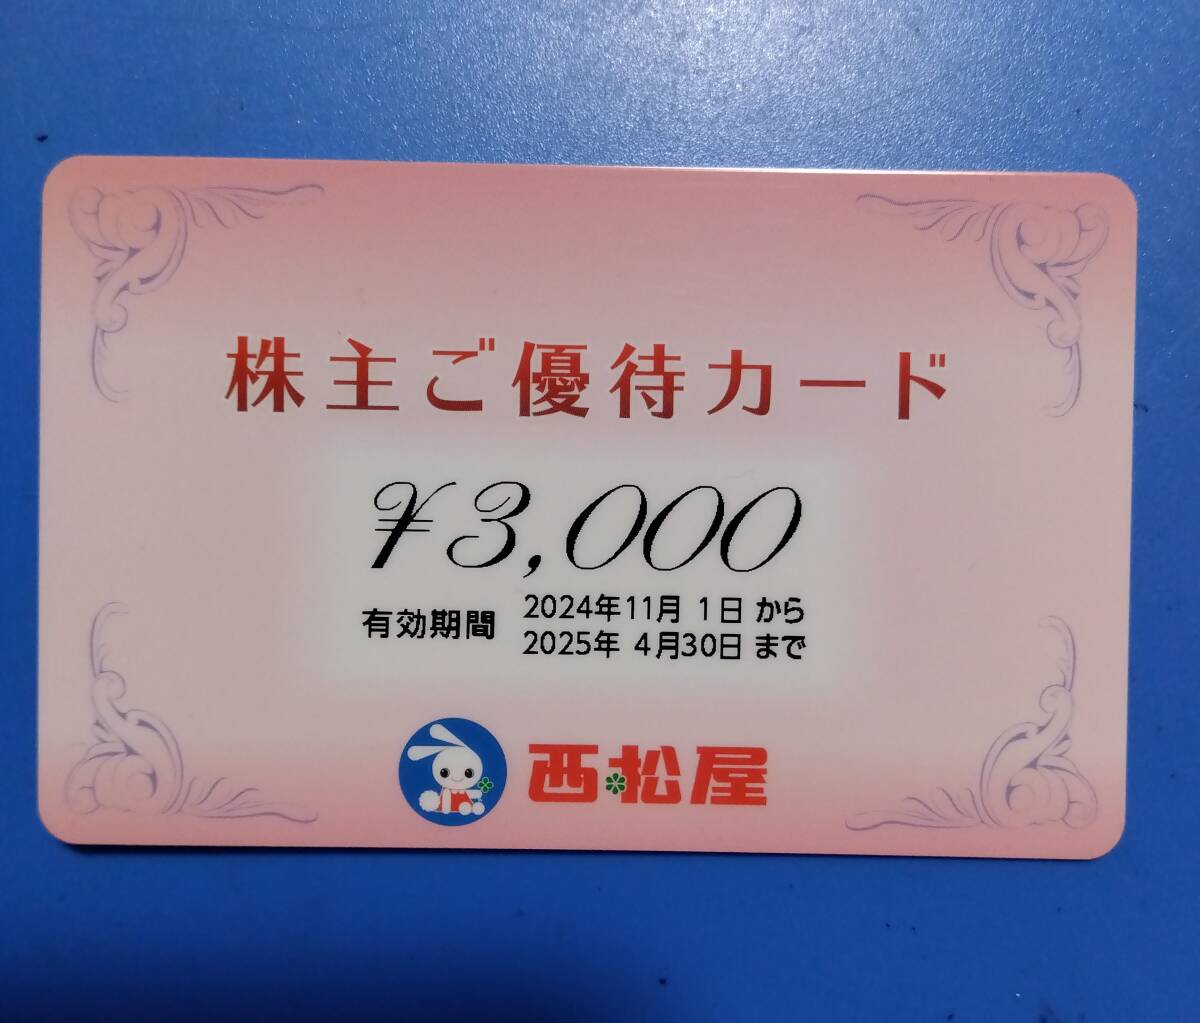 株主ご優待カード
¥3,000
有効期間 2024年11月 1日 から
2025年 4月30日 まで
西松屋